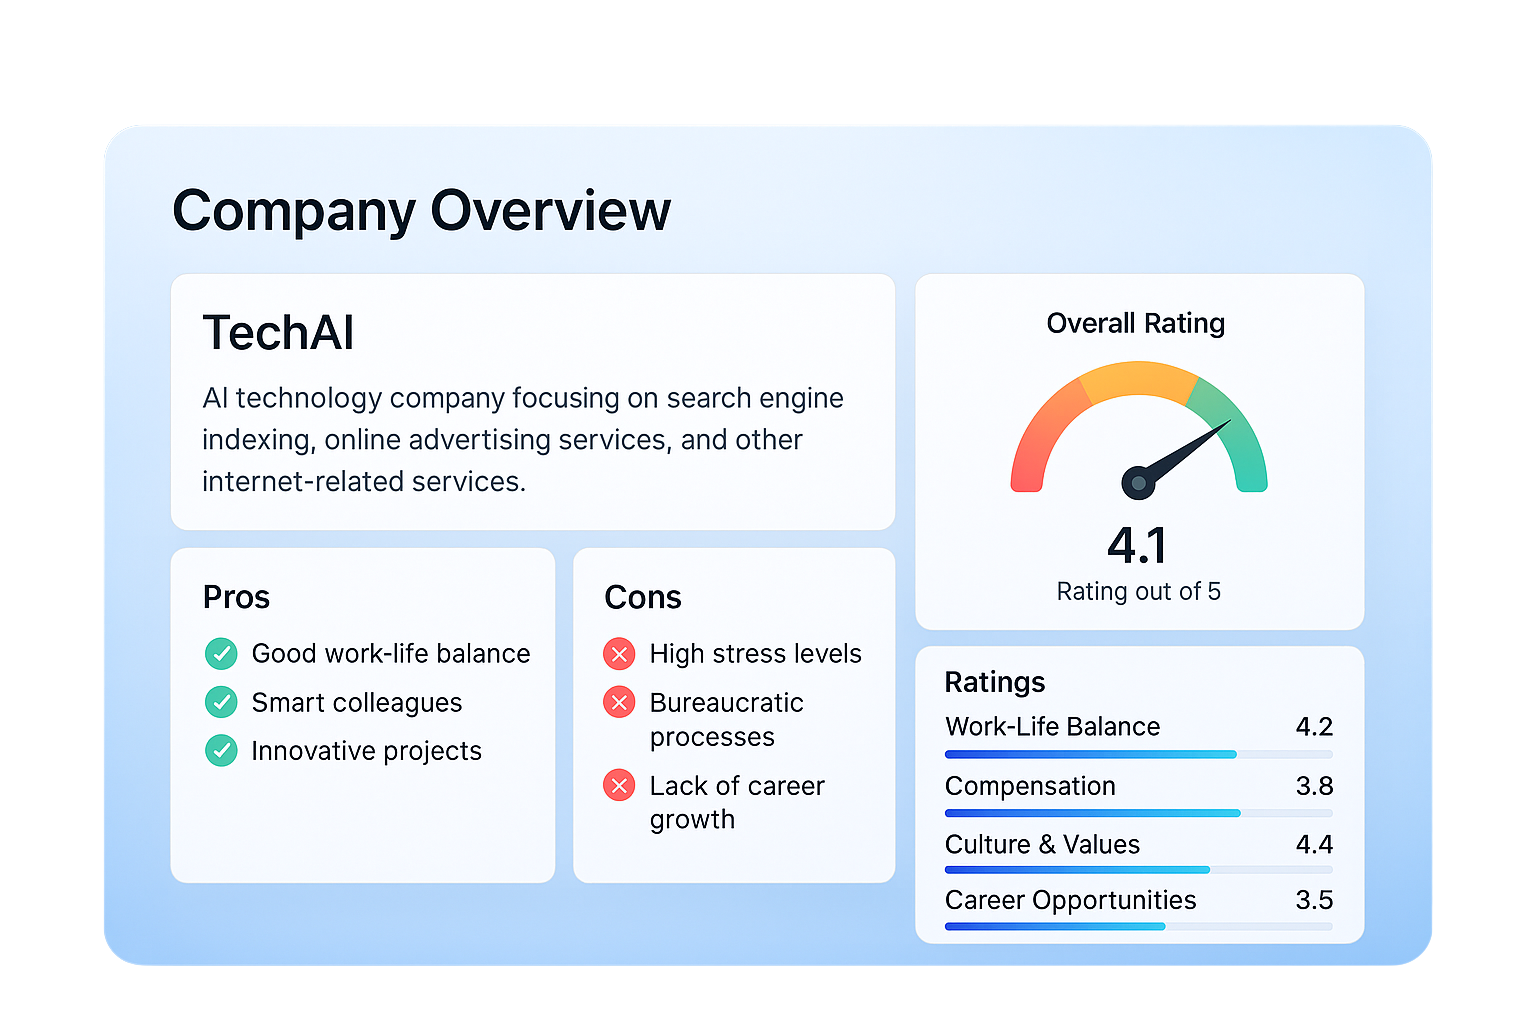 Company Overview
TechAI
AI technology company focusing on search engine
indexing, online advertising services, and other
internet-related services.
Pros
Good work-life balance
Smart colleagues
Innovative projects
Cons
High stress levels
Bureaucratic
processes
Lack of career
growth
Overall Rating
4.1
Rating out of 5
Ratings
Work-Life Balance 4.2
Compensation 3.8
Culture & Values 4.4
Career Opportunities 3.5